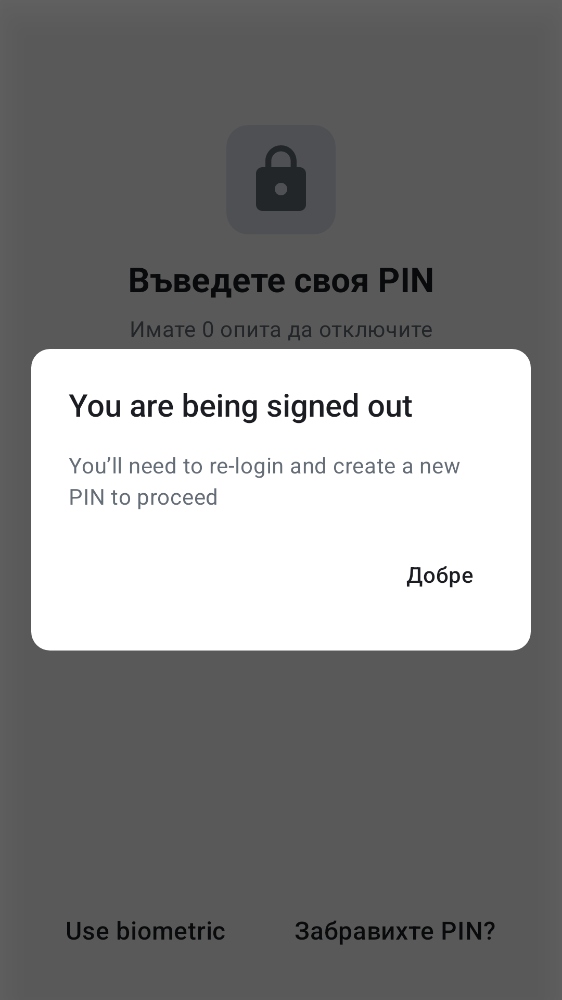 Въведете своя PIN
Имате 0 опита да отключите
You are being signed out
You’ll need to re-login and create a new
PIN to proceed
Добре
Use biometric
Забравихте PIN?